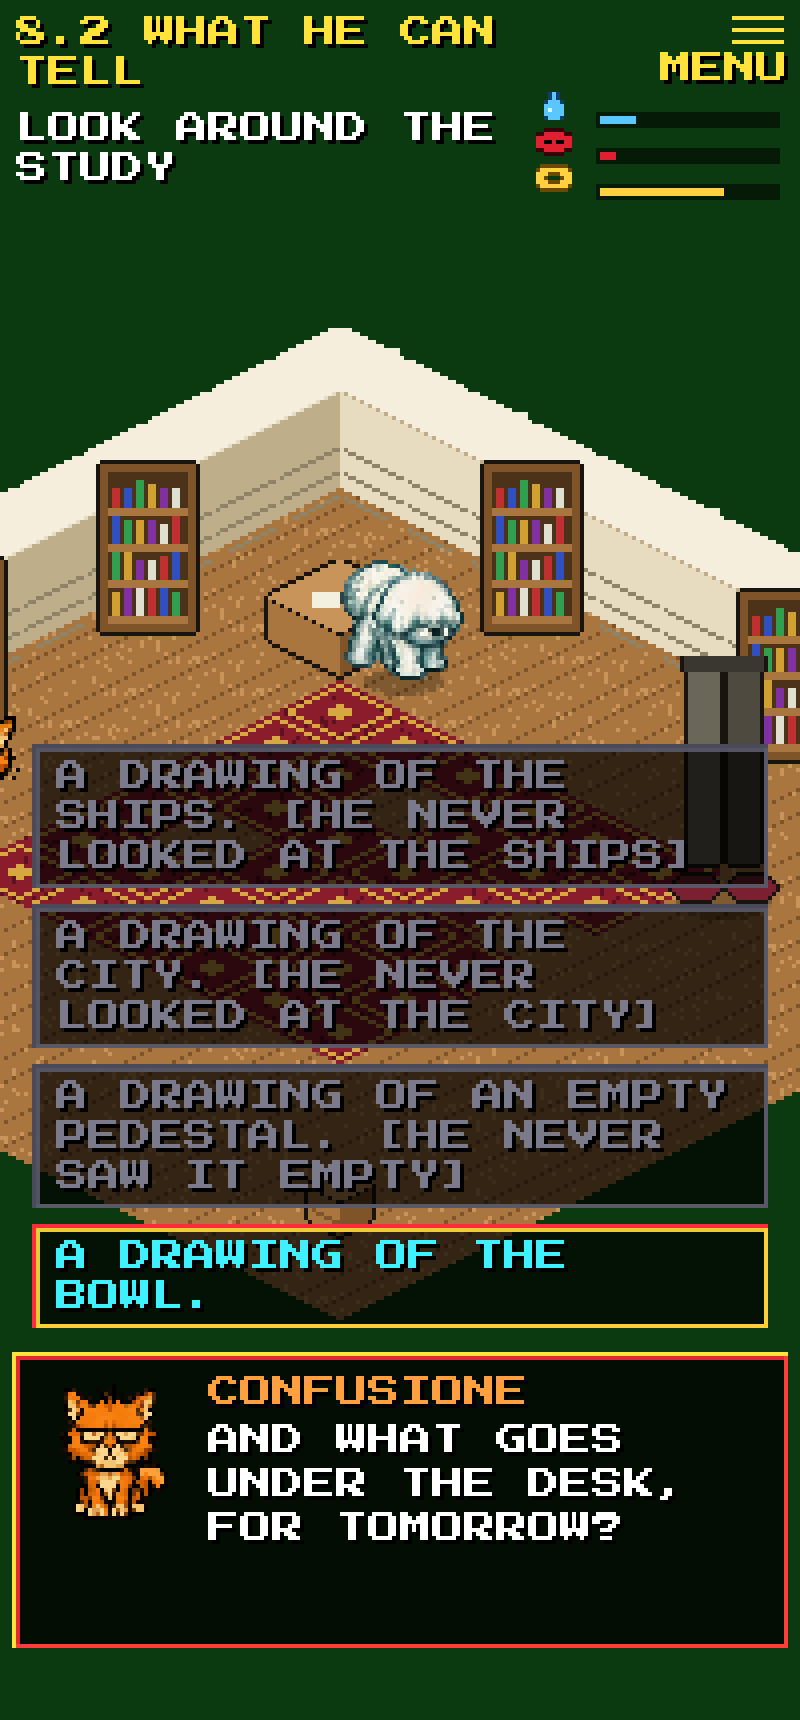 8.2 WHAT HE CAN
TELL
MENU
LOOK AROUND THE
STUDY
A DRAWING OF THE
SHIPS. [HE NEVER
LOOKED AT THE SHIPS]
A DRAWING OF THE
CITY. [HE NEVER
LOOKED AT THE CITY]
A DRAWING OF AN EMPTY
PEDESTAL. [HE NEVER
SAW IT EMPTY]
A DRAWING OF THE
BOWL.
CONFUSIONE
AND WHAT GOES
UNDER THE DESK,
FOR TOMORROW?